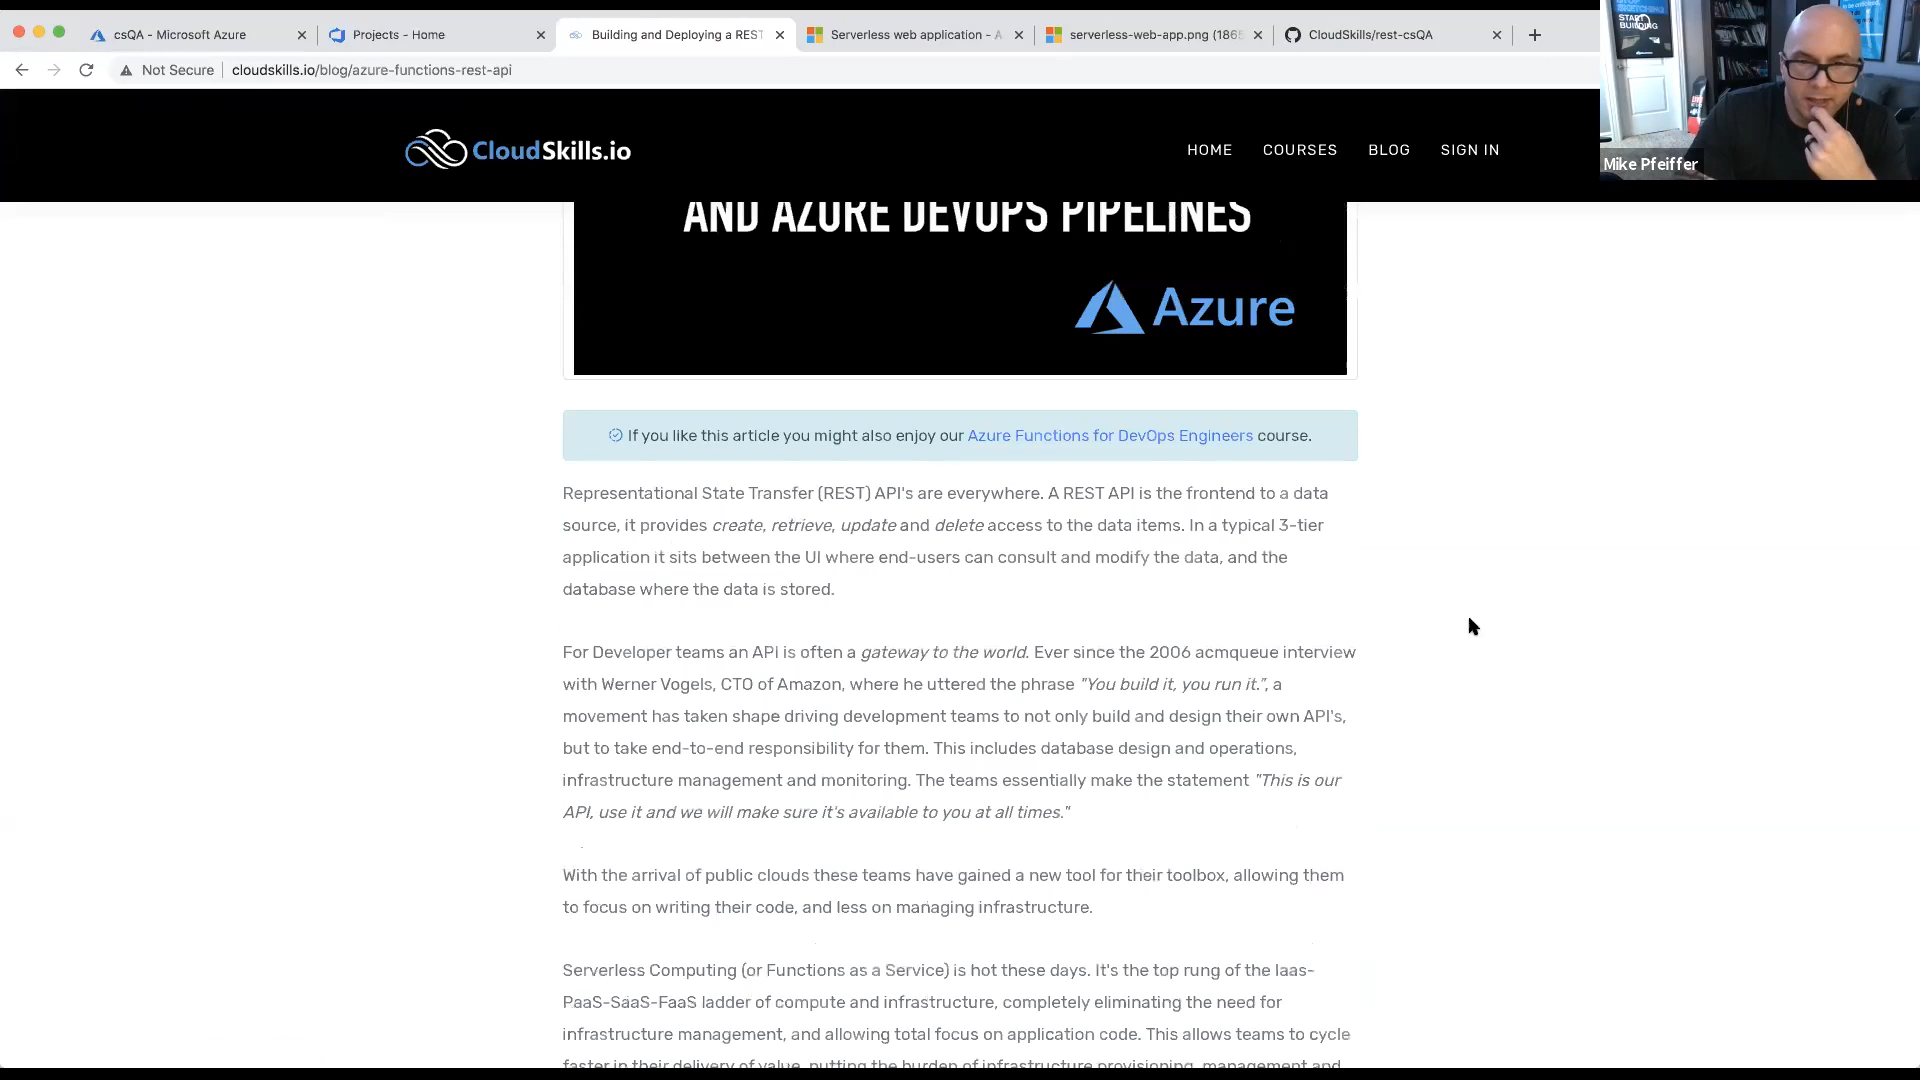 csQA - Microsoft Azure
Projects - Home
Building and Deploying a REST
Serverless web application - A
serverless-web-app.png (1865
CloudSkills/rest-csQA
Not Secure
cloudskills.io/blog/azure-functions-rest-api
START
BUILDING
Mike Pfeiffer
CloudSkills.io
HOME
COURSES
BLOG
SIGN IN
AND AZURE DEVOPS PIPELINES
Azure
If you like this article you might also enjoy our Azure Functions for DevOps Engineers course.
Representational State Transfer (REST) API's are everywhere. A REST API is the frontend to a data
source, it provides create, retrieve, update and delete access to the data items. In a typical 3-tier
application it sits between the UI where end-users can consult and modify the data, and the
database where the data is stored.
For Developer teams an API is often a gateway to the world. Ever since the 2006 acmqueue interview
with Werner Vogels, CTO of Amazon, where he uttered the phrase "You build it, you run it.", a
movement has taken shape driving development teams to not only build and design their own API's,
but to take end-to-end responsibility for them. This includes database design and operations,
infrastructure management and monitoring. The teams essentially make the statement "This is our
API, use it and we will make sure it's available to you at all times."
With the arrival of public clouds these teams have gained a new tool for their toolbox, allowing them
to focus on writing their code, and less on managing infrastructure.
Serverless Computing (or Functions as a Service) is hot these days. It's the top rung of the Iaas-
PaaS-SaaS-FaaS ladder of compute and infrastructure, completely eliminating the need for
infrastructure management, and allowing total focus on application code. This allows teams to cycle
faster in their delivery of value, putting the burden of infrastructure provisioning, management and